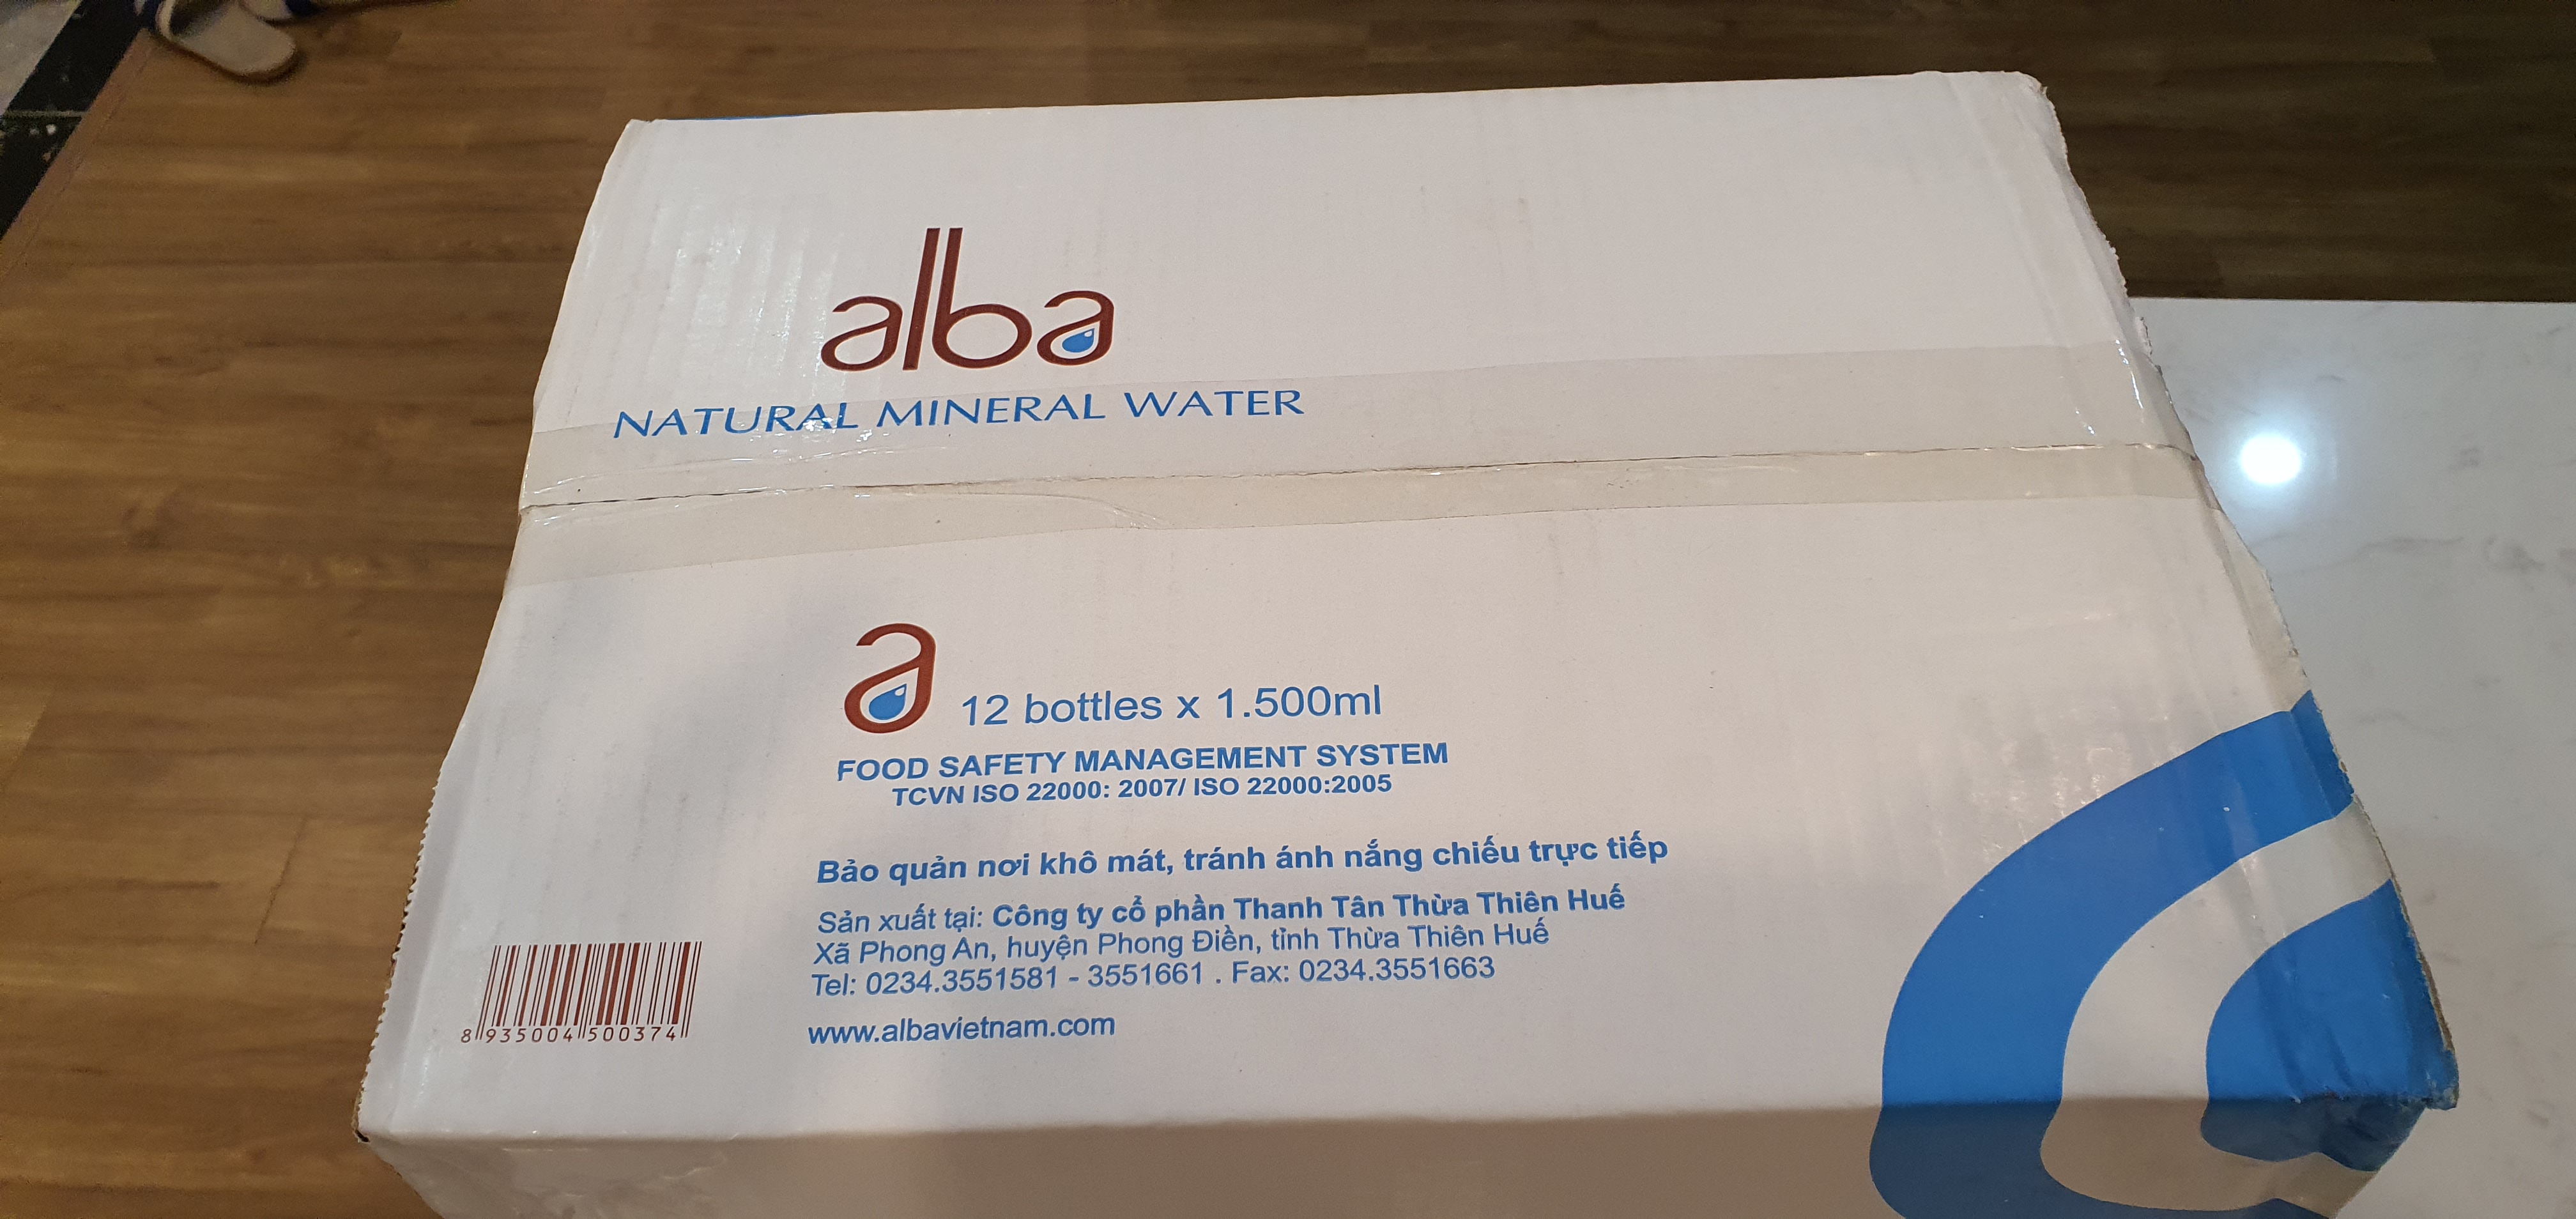 alba
NATURAL MINERAL WATER
a 12 bottles x 1.500ml
FOOD SAFETY MANAGEMENT SYSTEM
TCVN ISO 22000: 2007/ ISO 22000:2005
Bảo quản nơi khô mát, tránh ánh nắng chiếu trực tiếp
Sản xuất tại: Công ty cổ phần Thanh Tân Thừa Thiên Huế
Xã Phong An, huyện Phong Điền, tỉnh Thừa Thiên Huế
Tel: 0234.3551581 - 3551661 . Fax: 0234.3551663
www.albavietnam.com
8 935004 500374